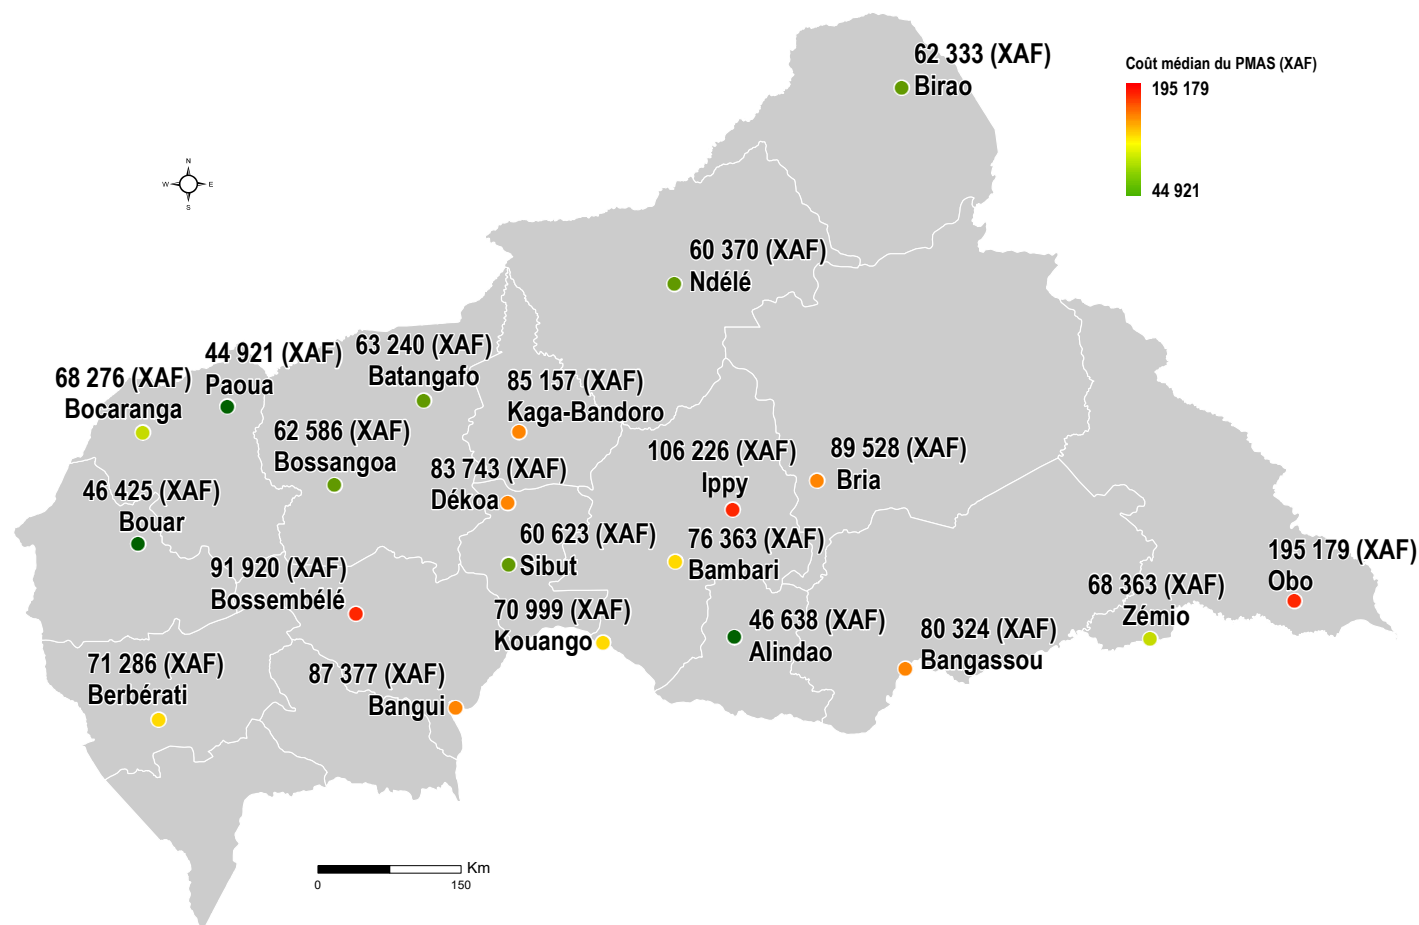 62 333 (XAF)
Birao
Coût médian du PMAS (XAF)
195 179
44 921
N
W
E
S
60 370 (XAF)
Ndélé
44 921 (XAF)
Paoua
63 240 (XAF)
Batangafo
68 276 (XAF)
Bocaranga
85 157 (XAF)
Kaga-Bandoro
62 586 (XAF)
Bossangoa
106 226 (XAF)
Ippy
89 528 (XAF)
Bria
83 743 (XAF)
Dékoa
46 425 (XAF)
Bouar
60 623 (XAF)
Sibut
76 363 (XAF)
Bambari
195 179 (XAF)
Obo
91 920 (XAF)
Bossembélé
68 363 (XAF)
Zémio
70 999 (XAF)
Kouango
46 638 (XAF)
Alindao
80 324 (XAF)
Bangassou
71 286 (XAF)
Berbérati
87 377 (XAF)
Bangui
Km
0
150